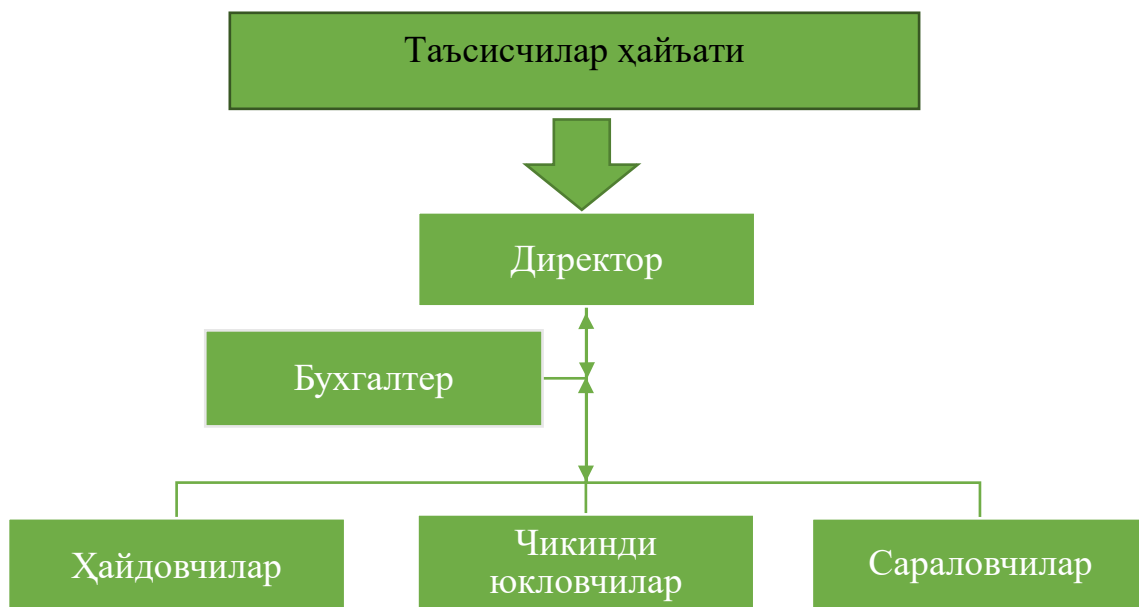 Таъсисчилар ҳайъати
Директор
Бухгалтер
Ҳайдовчилар
Чикинди
юкловчилар
Сараловчилар